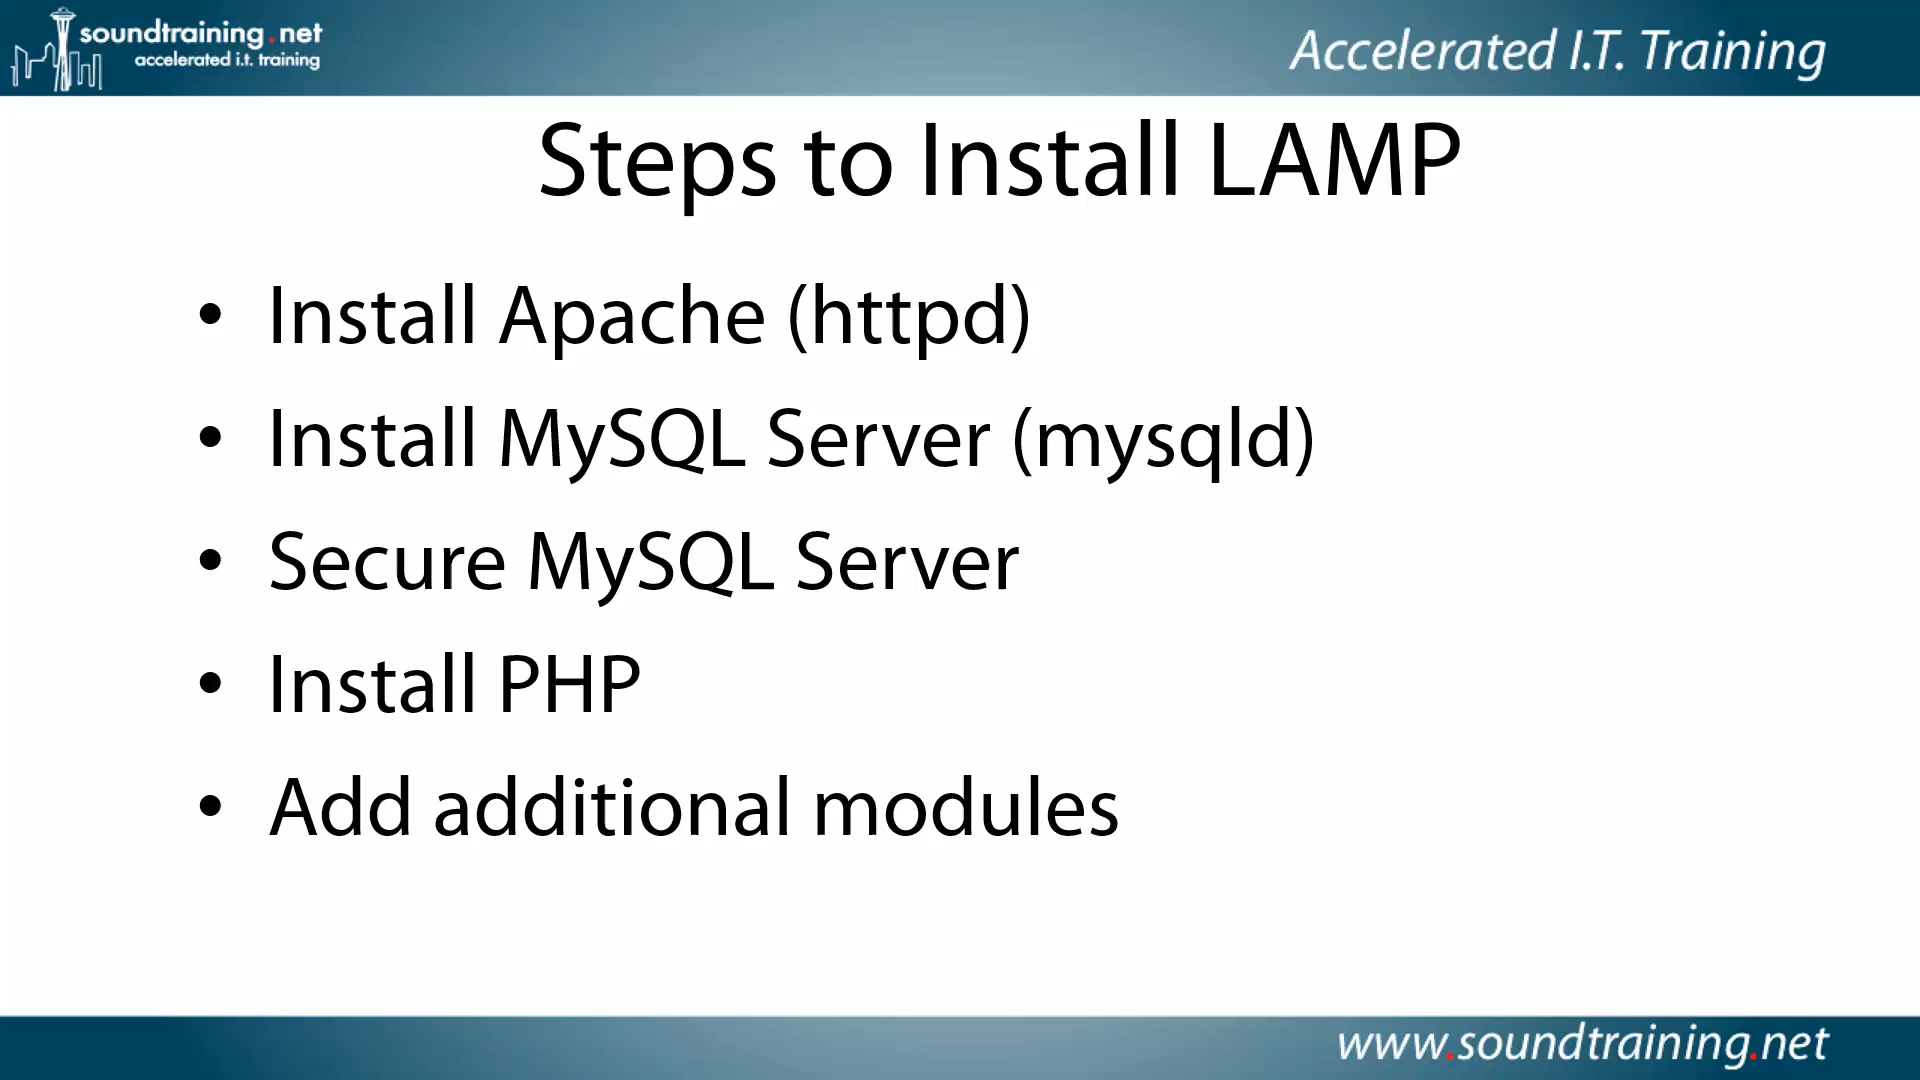 soundtraining.net
accelerated i.t. training
Accelerated I.T. Training
Steps to Install LAMP
• Install Apache (httpd)
• Install MySQL Server (mysqld)
• Secure MySQL Server
• Install PHP
• Add additional modules
www.soundtraining.net